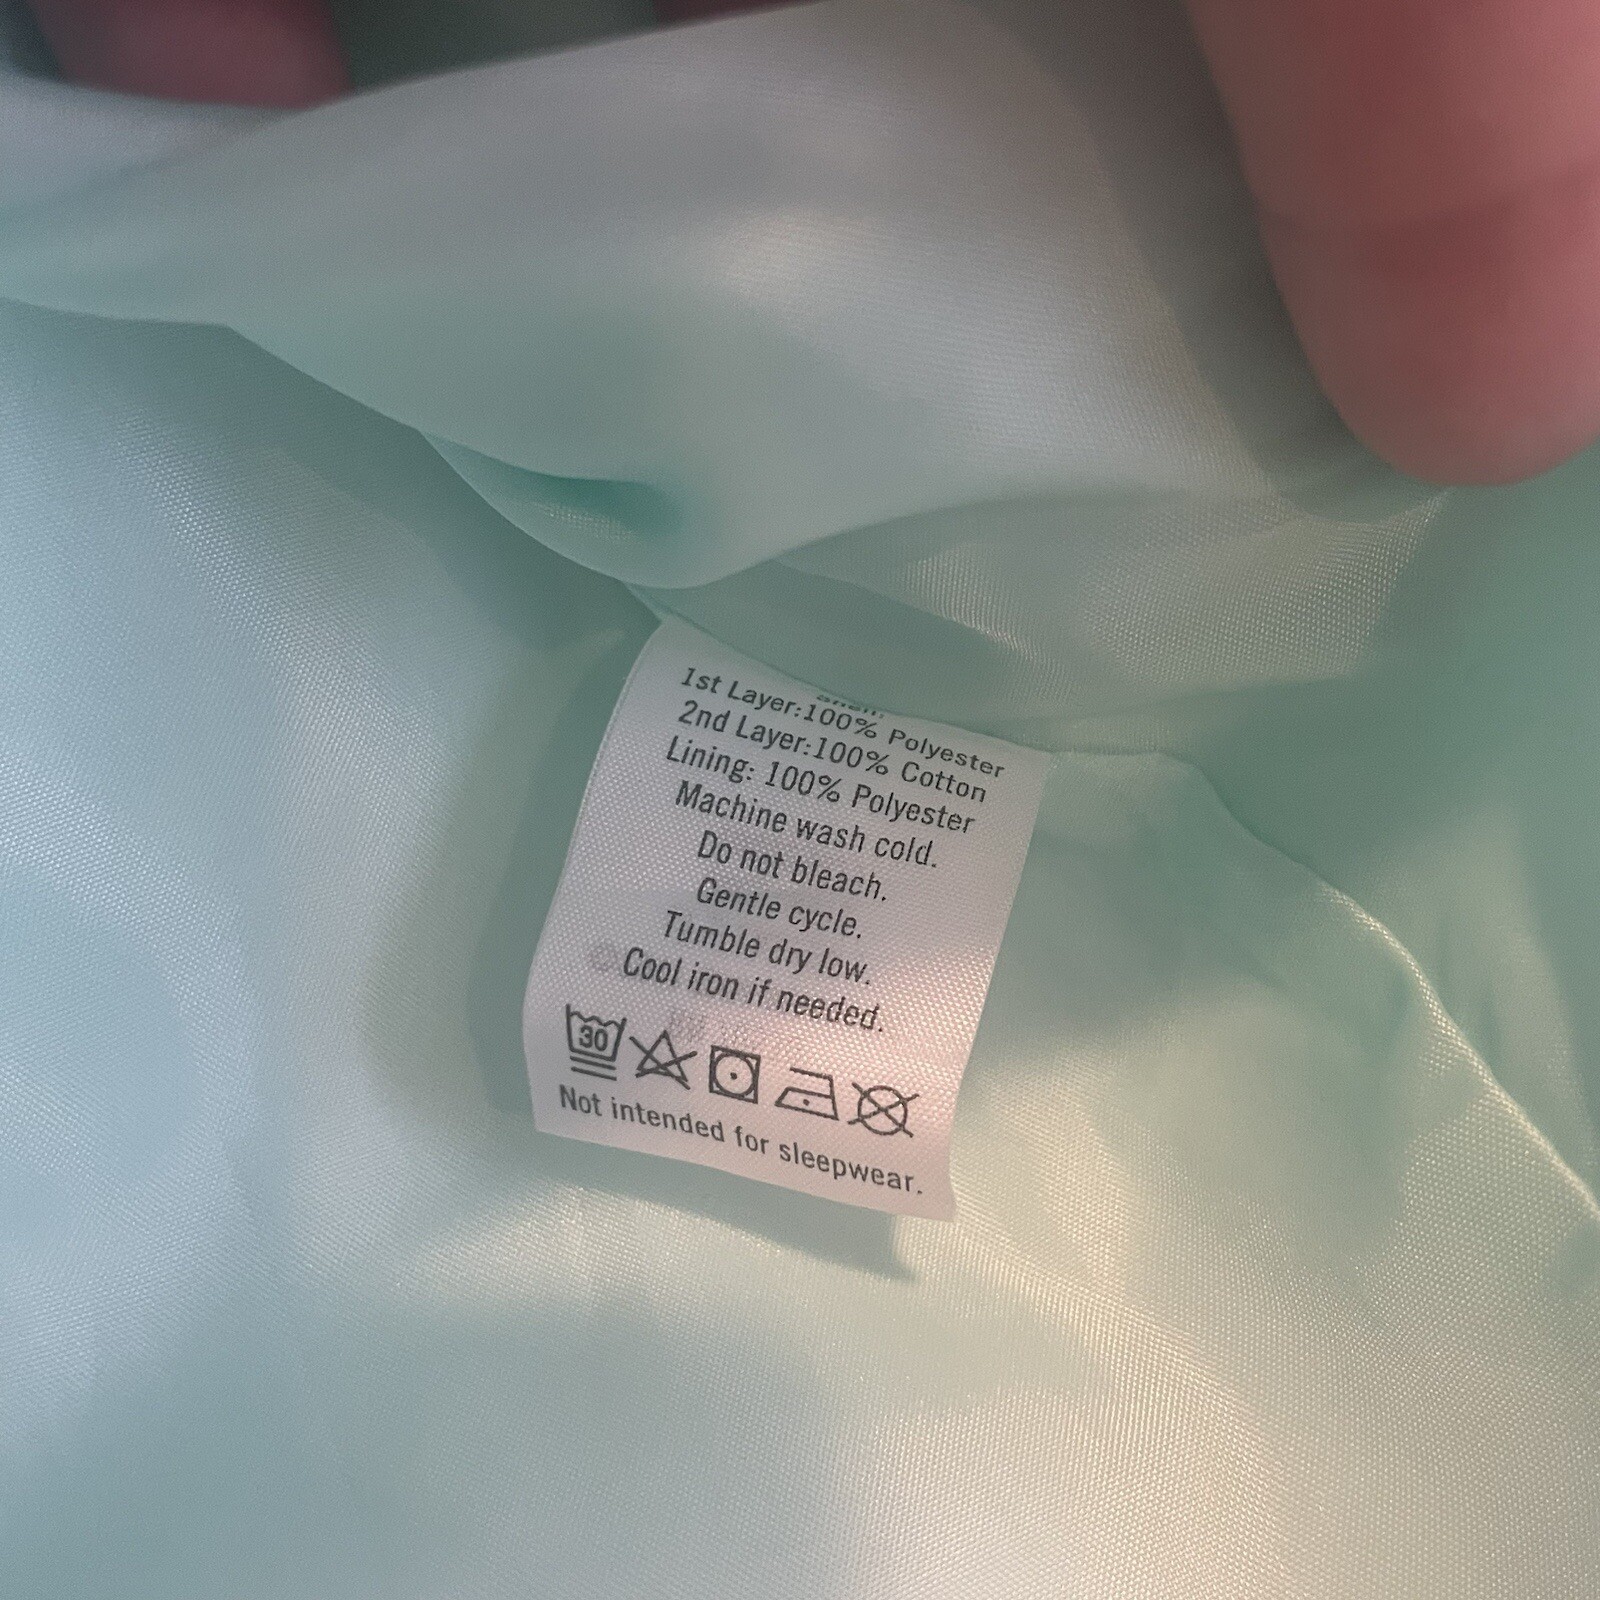 Shell:
1st Layer:100% Polyester
2nd Layer:100% Cotton
Lining: 100% Polyester
Machine wash cold.
Do not bleach.
Gentle cycle.
Tumble dry low.
Cool iron if needed.
30
Not intended for sleepwear.